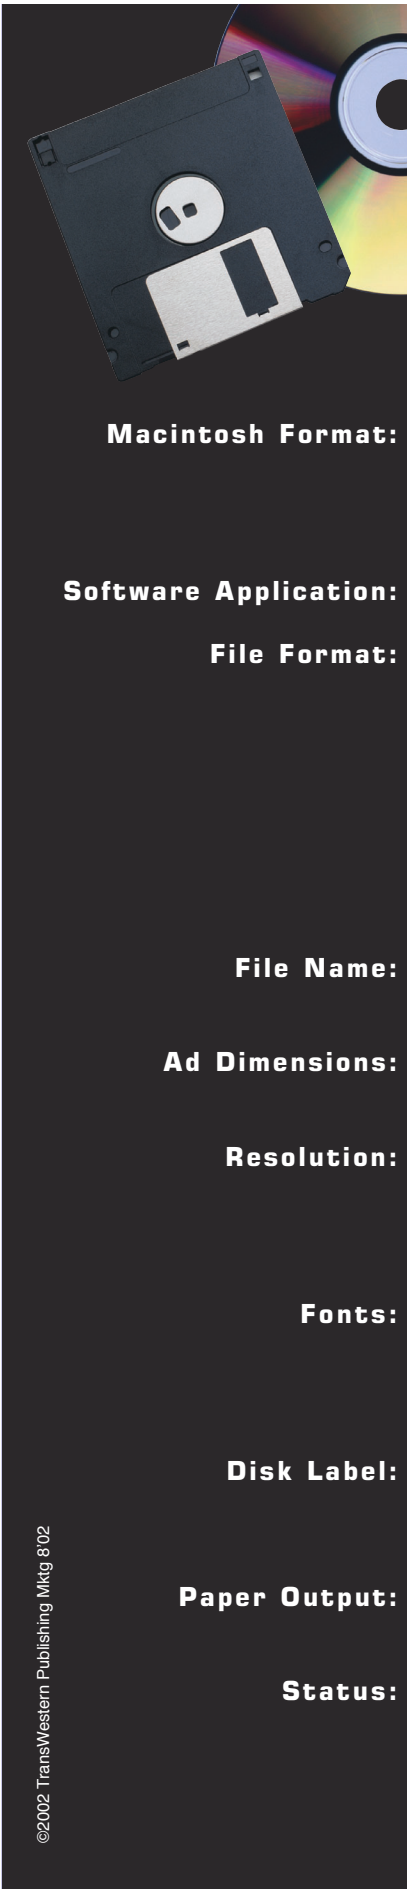 Macintosh Format:
Software Application:
File Format:
File Name:
Ad Dimensions:
Resolution:
Fonts:
Disk Label:
Paper Output:
Status:
©2002 TransWestern Publishing Mktg 8'02